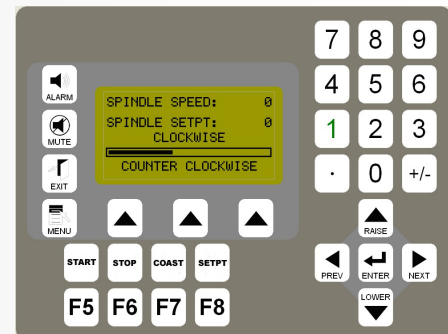 7 8 9
ALARM
4 5 6
SPINDLE SPEED: 0
SPINDLE SETPT: 0
CLOCKWISE
MUTE
1 2 3
COUNTER CLOCKWISE
EXIT
. 0 +/-
MENU
RAISE
START STOP COAST SETPT
PREV ENTER NEXT
F5 F6 F7 F8
LOWER